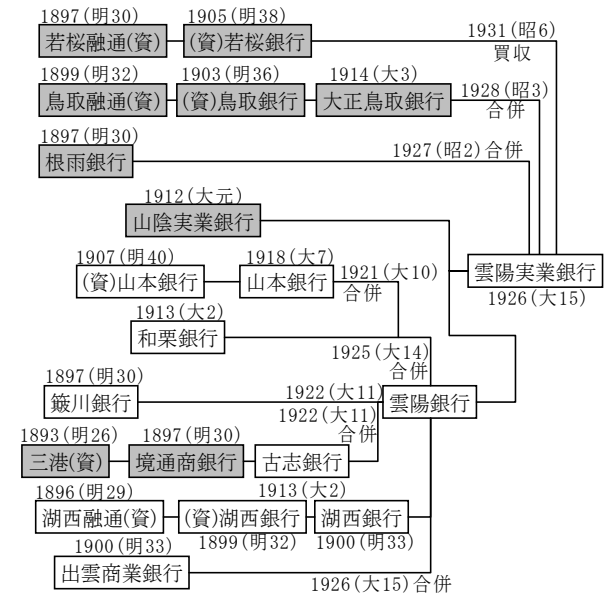 1897(明30)
1905(明38)
1931(昭6)
若桜融通(資)
(資)若桜銀行
買収
1899(明32)
1903(明36)
1914(大3)
1928(昭3)
鳥取融通(資)
(資)鳥取銀行
大正鳥取銀行
合併
1897(明30)
1927(昭2)合併
根雨銀行
1912(大元)
山陰実業銀行
1907(明40)
1918(大7)
1921(大10)
雲陽実業銀行
(資)山本銀行
山本銀行
合併
1926(大15)
1913(大2)
和栗銀行
1925(大14)
合併
1897(明30)
1922(大11)
簸川銀行
雲陽銀行
1922(大11)
合併
1893(明26)
1897(明30)
三港(資)
境通商銀行
古志銀行
1896(明29)
1913(大2)
湖西融通(資)
(資)湖西銀行
湖西銀行
1899(明32)
1900(明33)
1900(明33)
出雲商業銀行
1926(大15)合併